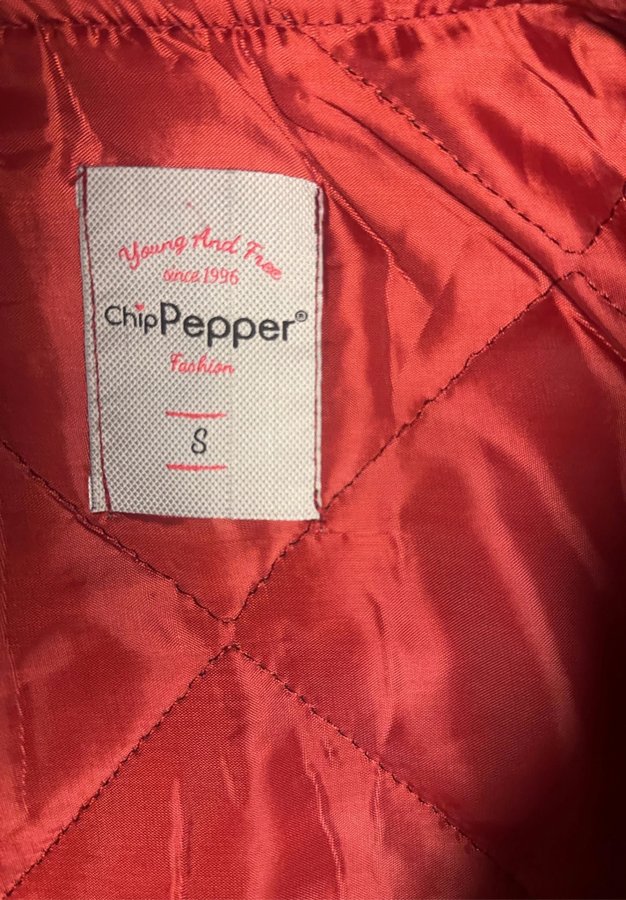 Young And Free
Since 1996
ChipPepper®
Fashion
S